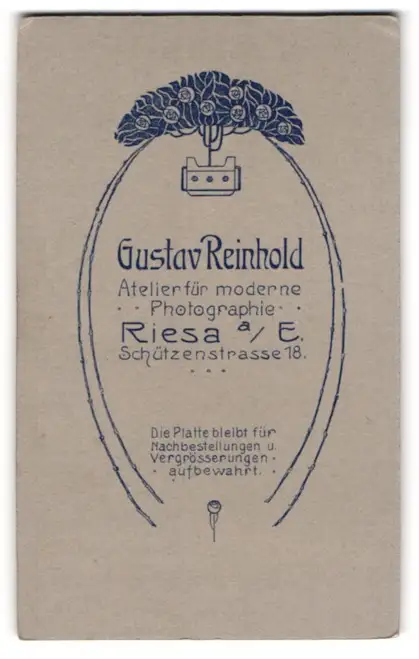 Gustav Reinhold
Atelier für moderne
· · Photographie · ·
Riesa a/E.
Schützenstrasse 18.
Die Platte bleibt für
Nachbestellungen u.
Vergrösserungen
· aufbewahrt. ·